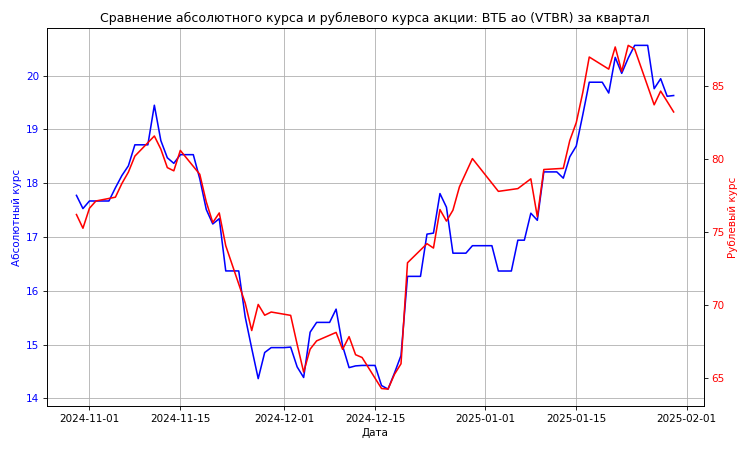 Сравнение абсолютного курса и рублевого курса акции: ВТБ ао (VTBR) за квартал
Абсолютный курс
20
19
18
17
16
15
14
85
80
75
70
65
Рублевый курс
2024-11-01 2024-11-15 2024-12-01 2024-12-15 2025-01-01 2025-01-15 2025-02-01
Дата